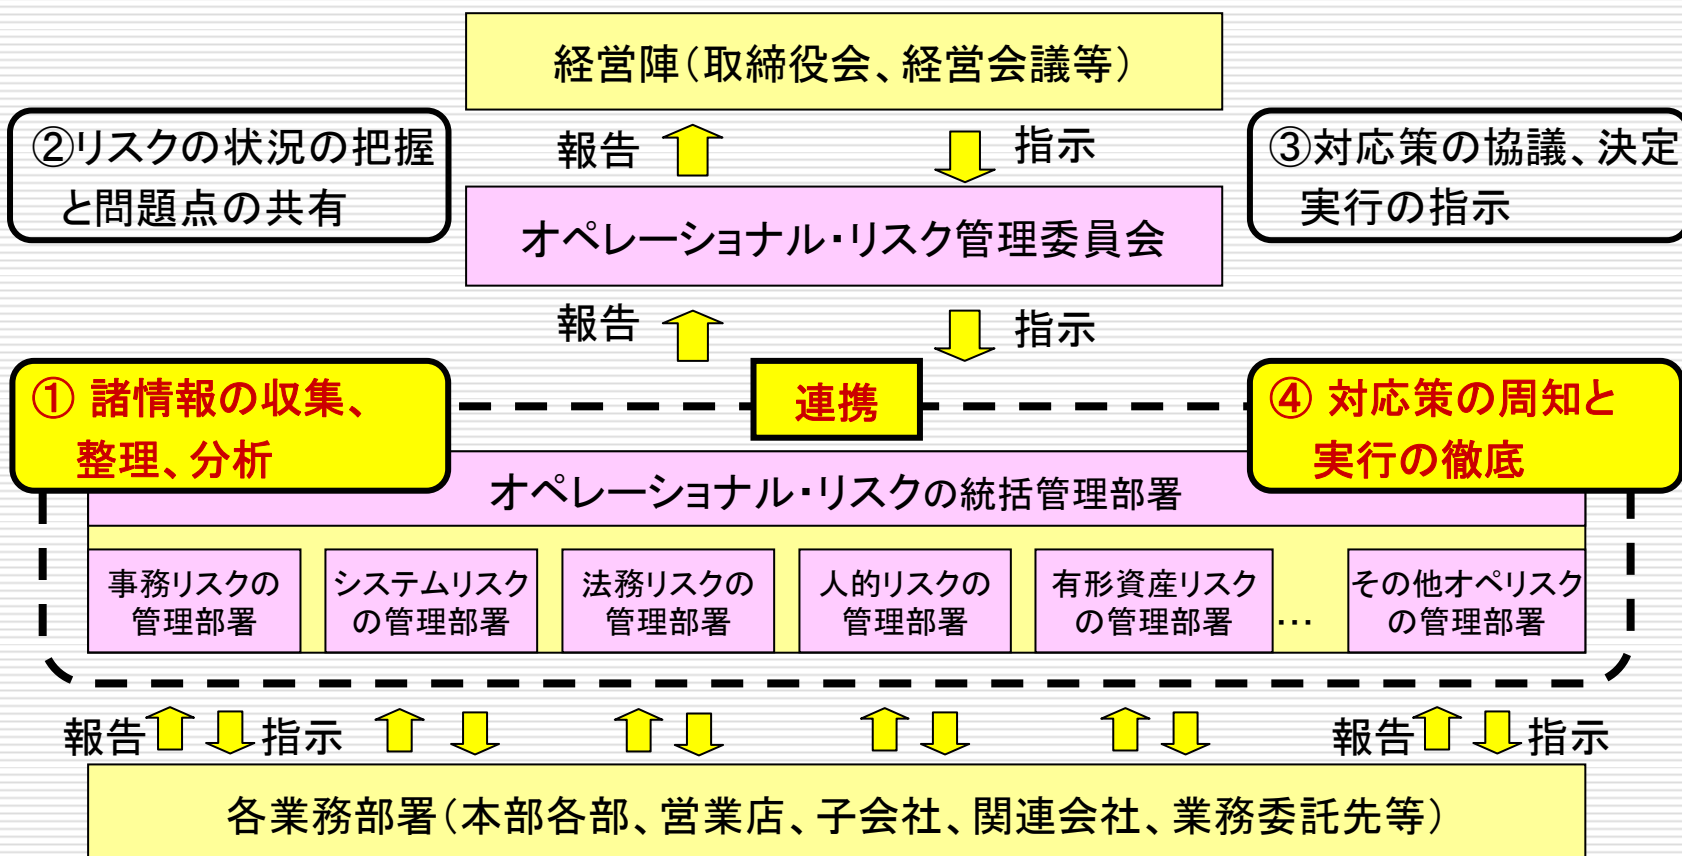 経営陣（取締役会、経営会議等）
②リスクの状況の把握
と問題点の共有
報告
指示
③対応策の協議、決定
実行の指示
オペレーショナル・リスク管理委員会
報告
指示
① 諸情報の収集、
整理、分析
連携
④ 対応策の周知と
実行の徹底
オペレーショナル・リスクの統括管理部署
事務リスクの
管理部署
システムリスク
の管理部署
法務リスクの
管理部署
人的リスクの
管理部署
有形資産リスク
の管理部署
…
その他オペリスク
の管理部署
報告
指示
報告
指示
各業務部署（本部各部、営業店、子会社、関連会社、業務委託先等）